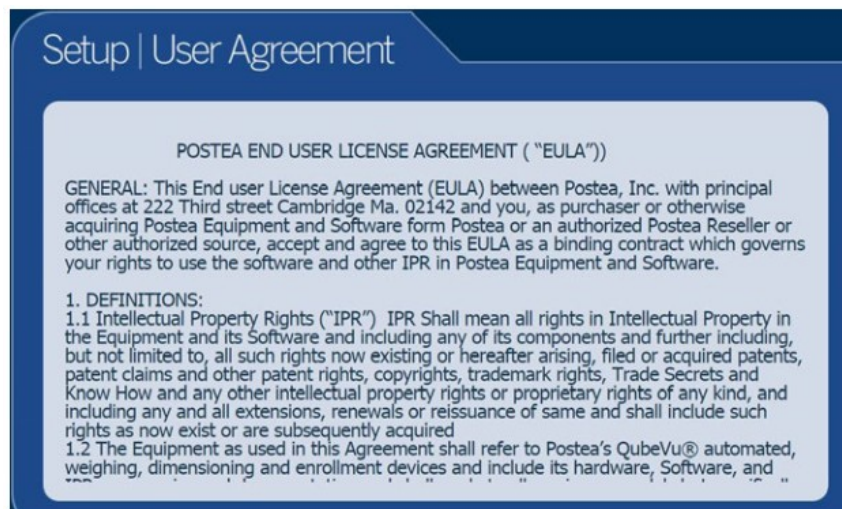 Setup | User Agreement
POSTEA END USER LICENSE AGREEMENT ( “EULA”))
GENERAL: This End user License Agreement (EULA) between Postea, Inc. with principal
offices at 222 Third street Cambridge Ma. 02142 and you, as purchaser or otherwise
acquiring Postea Equipment and Software form Postea or an authorized Postea Reseller or
other authorized source, accept and agree to this EULA as a binding contract which governs
your rights to use the software and other IPR in Postea Equipment and Software.
1. DEFINITIONS:
1.1 Intellectual Property Rights (“IPR”)  IPR Shall mean all rights in Intellectual Property in
the Equipment and its Software and including any of its components and further including,
but not limited to, all such rights now existing or hereafter arising, filed or acquired patents,
patent claims and other patent rights, copyrights, trademark rights, Trade Secrets and
Know How and any other intellectual property rights or proprietary rights of any kind, and
including any and all extensions, renewals or reissuance of same and shall include such
rights as now exist or are subsequently acquired
1.2 The Equipment as used in this Agreement shall refer to Postea’s QubeVu® automated,
weighing, dimensioning and enrollment devices and include its hardware, Software, and